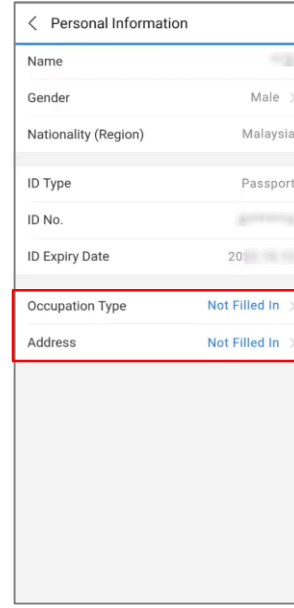 Personal Information
Name
Gender Male
Nationality (Region) Malaysia
ID Type Passport
ID No.
ID Expiry Date 20
Occupation Type Not Filled In
Address Not Filled In